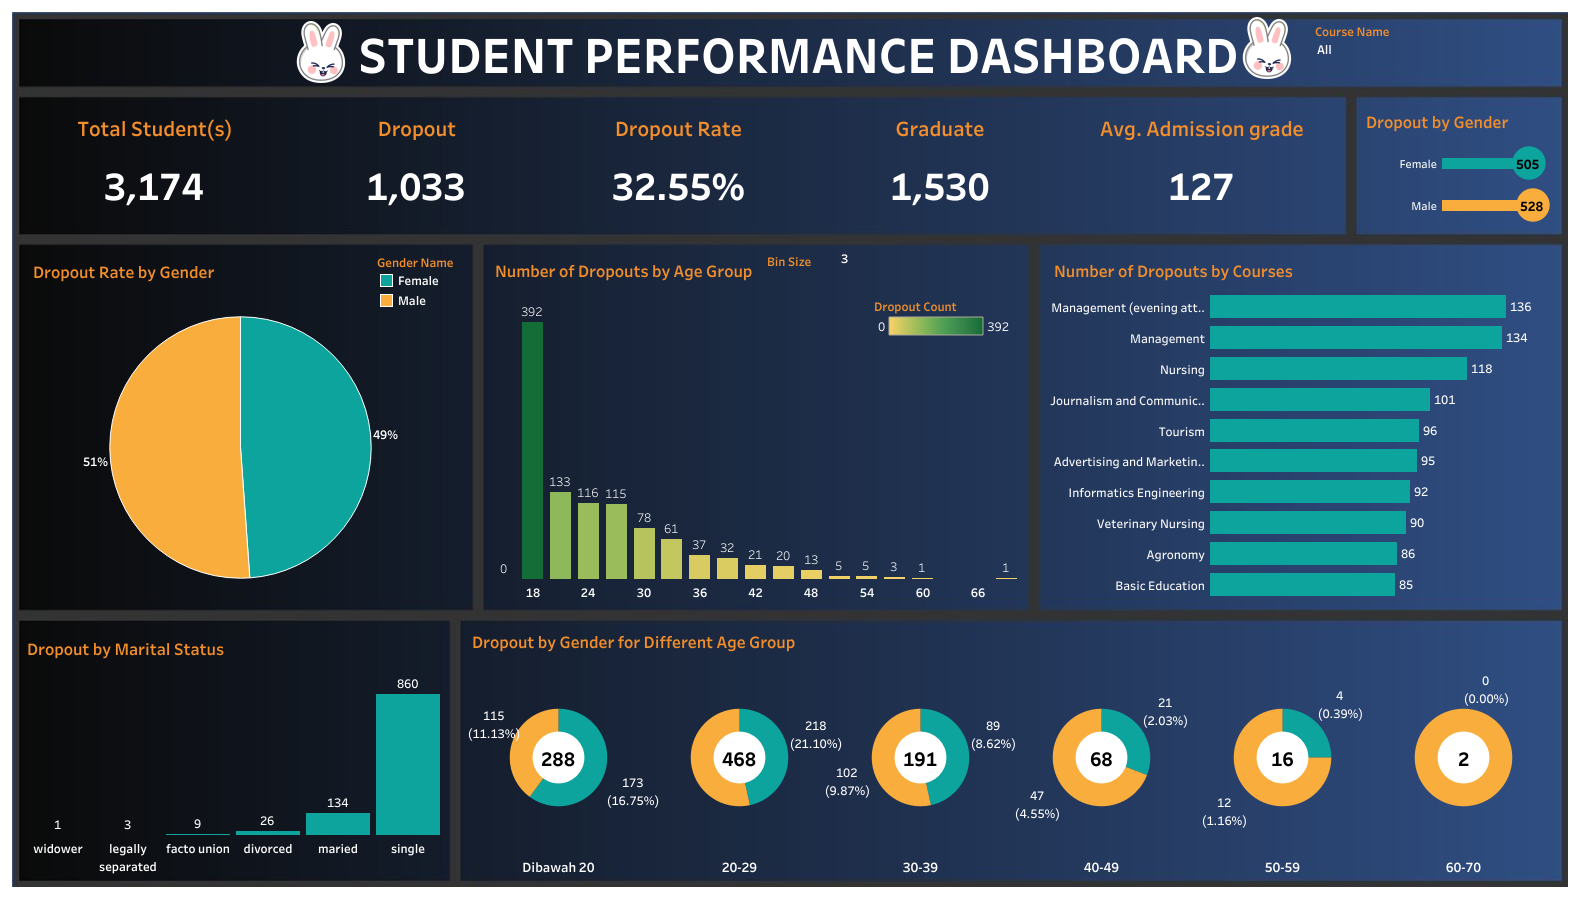 STUDENT PERFORMANCE DASHBOARD
Course Name
All
Total Student(s)
3,174
Dropout
1,033
Dropout Rate
32.55%
Graduate
1,530
Avg. Admission grade
127
Dropout by Gender
Female
505
Male
528
Dropout Rate by Gender
Gender Name
Female
Male
51%
49%
Number of Dropouts by Age Group
Bin Size
3
Dropout Count
0
392
0
392
133
116
115
78
61
37
32
21
20
13
5
5
3
1
1
18
24
30
36
42
48
54
60
66
Number of Dropouts by Courses
Management (evening att..
136
Management
134
Nursing
118
Journalism and Communic..
101
Tourism
96
Advertising and Marketin..
95
Informatics Engineering
92
Veterinary Nursing
90
Agronomy
86
Basic Education
85
Dropout by Marital Status
1
3
9
26
134
860
widower
legally
separated
facto union
divorced
maried
single
Dropout by Gender for Different Age Group
115
(11.13%)
288
173
(16.75%)
Dibawah 20
468
218
(21.10%)
20-29
102
(9.87%)
191
89
(8.62%)
30-39
47
(4.55%)
68
21
(2.03%)
40-49
12
(1.16%)
16
4
(0.39%)
50-59
0
(0.00%)
2
60-70